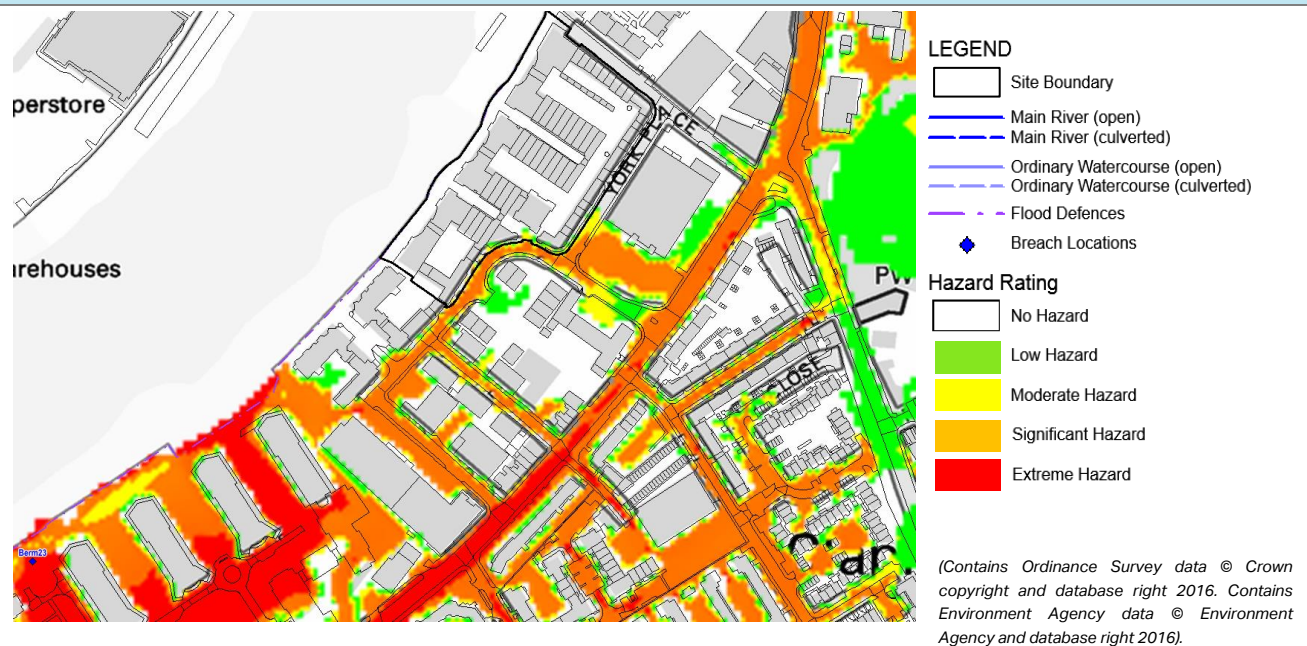 perstore
YORK PLACE
arehouses
PW
CLOSE
Berm23
LEGEND
Site Boundary
Main River (open)
Main River (culverted)
Ordinary Watercourse (open)
Ordinary Watercourse (culverted)
Flood Defences
Breach Locations
Hazard Rating
No Hazard
Low Hazard
Moderate Hazard
Significant Hazard
Extreme Hazard
(Contains Ordinance Survey data © Crown
copyright and database right 2016. Contains
Environment Agency data © Environment
Agency and database right 2016).